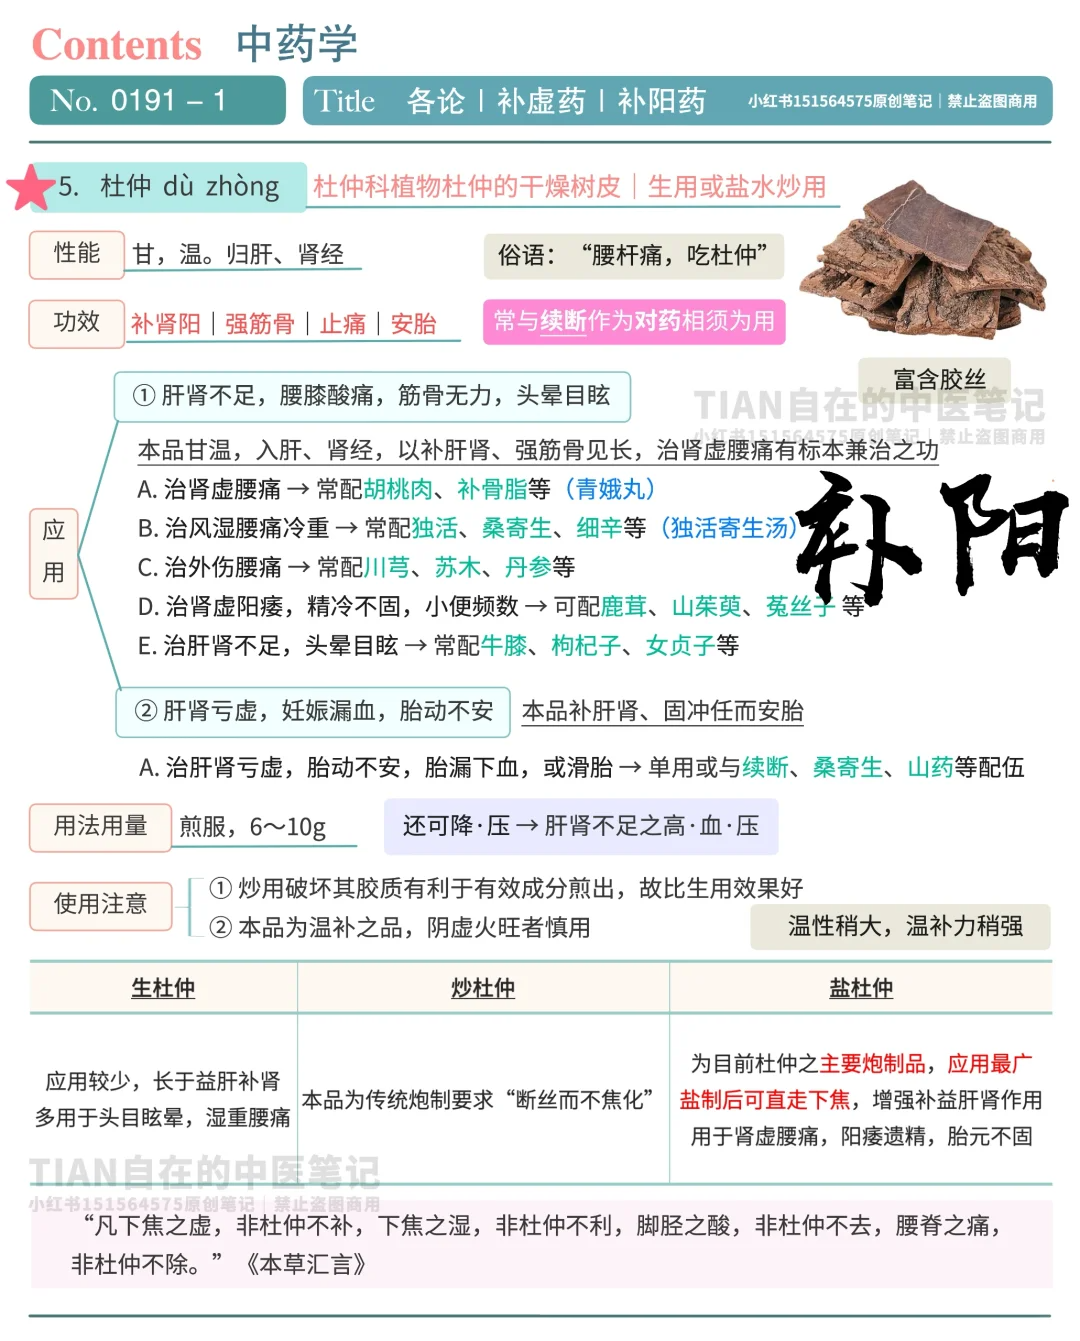 Contents 中药学
No. 0191 – 1
Title 各论丨补虚药丨补阳药 小红书151564575原创笔记｜禁止盗图商用
5. 杜仲 dù zhòng 杜仲科植物杜仲的干燥树皮｜生用或盐水炒用
性能 甘，温。归肝、肾经 俗语：“腰杆痛，吃杜仲”
功效 补肾阳｜强筋骨｜止痛｜安胎 常与续断作为对药相须为用
富含胶丝
① 肝肾不足，腰膝酸痛，筋骨无力，头晕目眩
TIAN自在的中医笔记
小红书151564575原创笔记｜禁止盗图商用
本品甘温，入肝、肾经，以补肝肾、强筋骨见长，治肾虚腰痛有标本兼治之功
补阳
应用
A. 治肾虚腰痛→常配胡桃肉、补骨脂等（青娥丸）
B. 治风湿腰痛冷重→常配独活、桑寄生、细辛等（独活寄生汤）
C. 治外伤腰痛→常配川芎、苏木、丹参等
D. 治肾虚阳痿，精冷不固，小便频数→可配鹿茸、山茱萸、菟丝子 等
E. 治肝肾不足，头晕目眩→常配牛膝、枸杞子、女贞子等
② 肝肾亏虚，妊娠漏血，胎动不安 本品补肝肾、固冲任而安胎
A. 治肝肾亏虚，胎动不安，胎漏下血，或滑胎→单用或与续断、桑寄生、山药等配伍
用法用量 煎服，6～10g 还可降·压→肝肾不足之高·血·压
使用注意
① 炒用破坏其胶质有利于有效成分煎出，故比生用效果好
② 本品为温补之品，阴虚火旺者慎用
温性稍大，温补力稍强
生杜仲 炒杜仲 盐杜仲
应用较少，长于益肝补肾
多用于头目眩晕，湿重腰痛
本品为传统炮制要求“断丝而不焦化”
为目前杜仲之主要炮制品，应用最广
盐制后可直走下焦，增强补益肝肾作用
用于肾虚腰痛，阳痿遗精，胎元不固
TIAN自在的中医笔记
小红书151564575原创笔记｜禁止盗图商用
“凡下焦之虚，非杜仲不补，下焦之湿，非杜仲不利，脚胫之酸，非杜仲不去，腰脊之痛，
非杜仲不除。”《本草汇言》